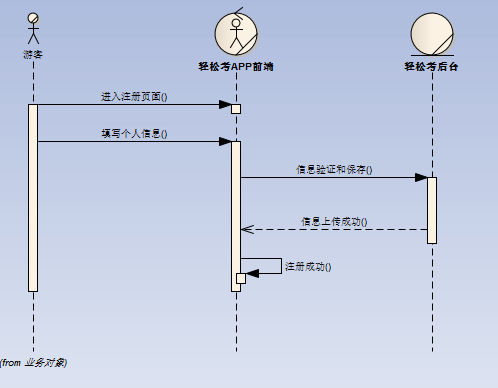 游客
轻松考APP前端
轻松考后台
进入注册页面()
填写个人信息()
信息验证和保存()
信息上传成功()
注册成功()
(from 业务对象)